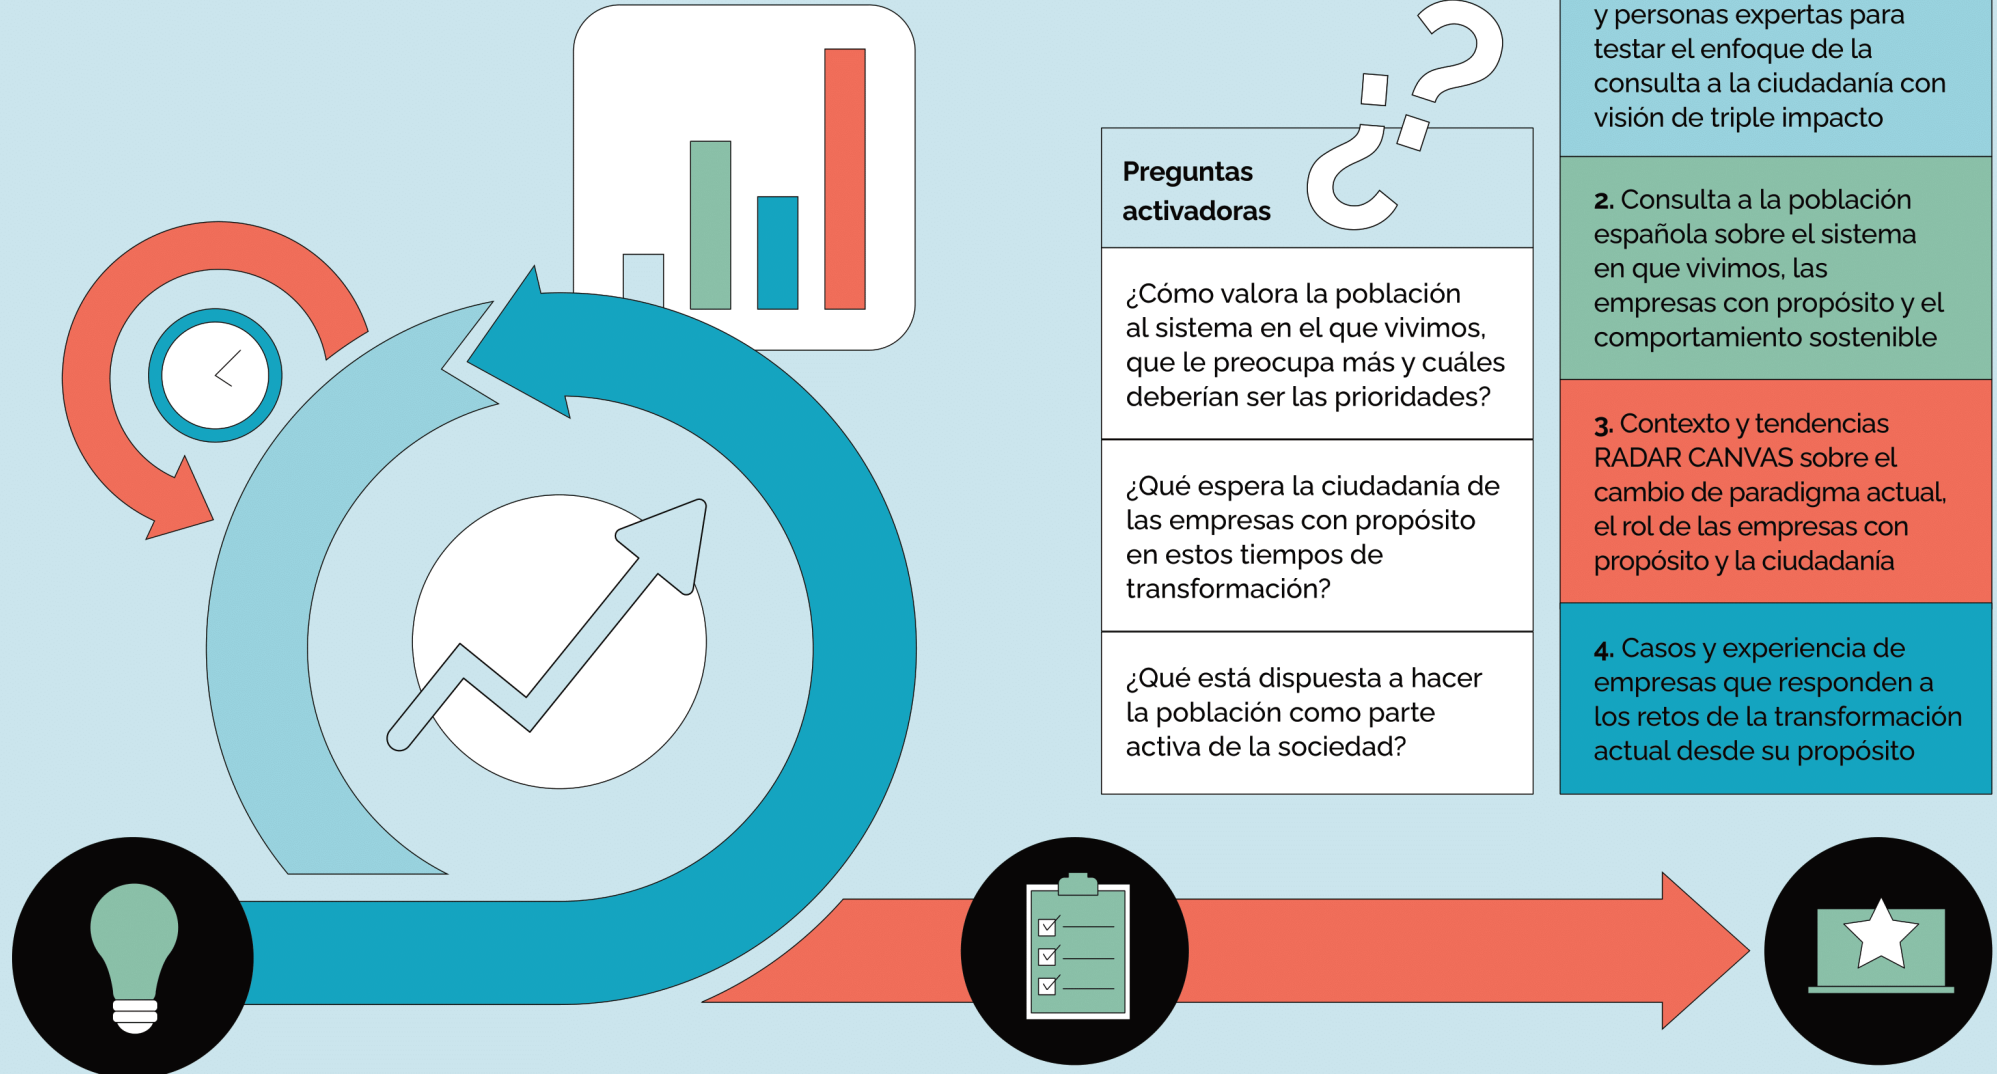 Preguntas
activadoras
¿Cómo valora la población
al sistema en el que vivimos,
que le preocupa más y cuáles
deberían ser las prioridades?
¿Qué espera la ciudadanía de
las empresas con propósito
en estos tiempos de
transformación?
¿Qué está dispuesta a hacer
la población como parte
activa de la sociedad?
y personas expertas para
testar el enfoque de la
consulta a la ciudadanía con
visión de triple impacto
2. Consulta a la población
española sobre el sistema
en que vivimos, las
empresas con propósito y el
comportamiento sostenible
3. Contexto y tendencias
RADAR CANVAS sobre el
cambio de paradigma actual,
el rol de las empresas con
propósito y la ciudadanía
4. Casos y experiencia de
empresas que responden a
los retos de la transformación
actual desde su propósito